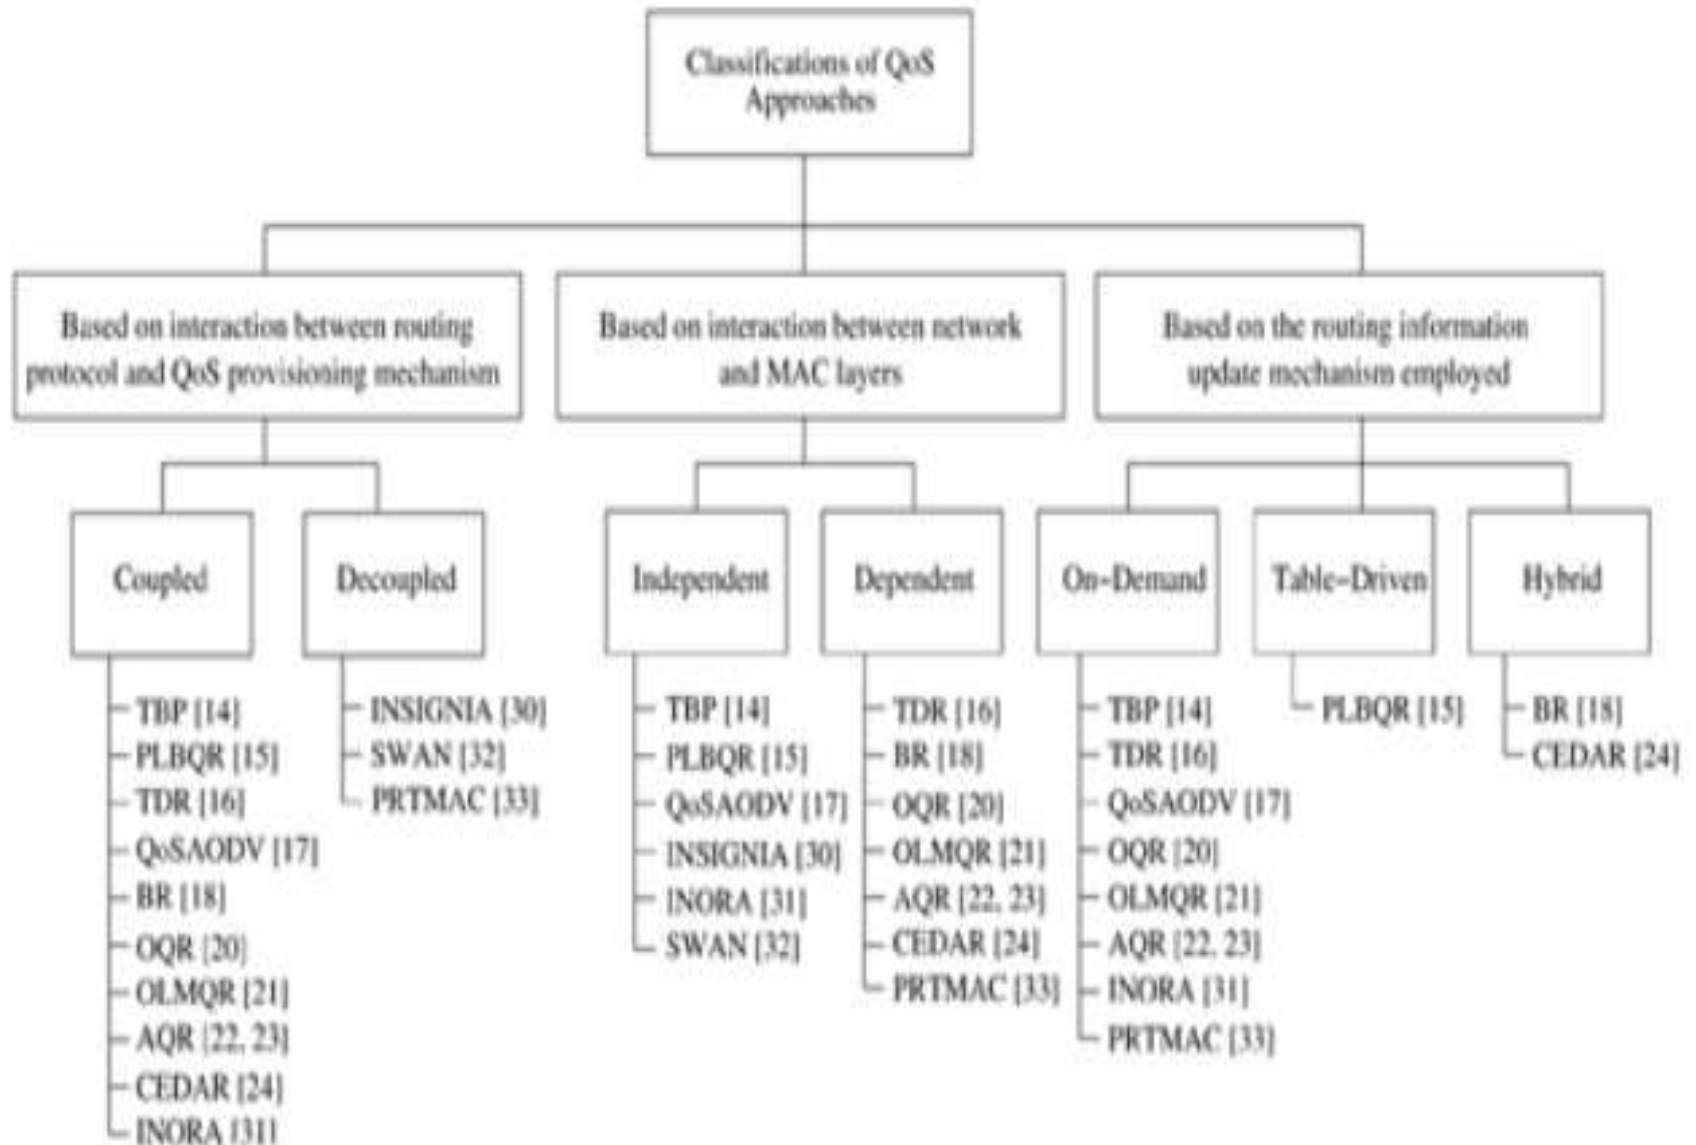 Classifications of QoS
Approaches
Based on interaction between routing
protocol and QoS provisioning mechanism
Based on interaction between network
and MAC layers
Based on the routing information
update mechanism employed
Coupled
Decoupled
Independent
Dependent
On-Demand
Table-Driven
Hybrid
TBP [14]
PLBQR [15]
TDR [16]
QoSAODV [17]
BR [18]
OQR [20]
OLMQR [21]
AQR [22, 23]
CEDAR [24]
INORA [31]
INSIGNIA [30]
SWAN [32]
PRTMAC [33]
TBP [14]
PLBQR [15]
QoSAODV [17]
INSIGNIA [30]
INORA [31]
SWAN [32]
TDR [16]
BR [18]
OQR [20]
OLMQR [21]
AQR [22, 23]
CEDAR [24]
PRTMAC [33]
TBP [14]
TDR [16]
QoSAODV [17]
OQR [20]
OLMQR [21]
AQR [22, 23]
INORA [31]
PRTMAC [33]
PLBQR [15]
BR [18]
CEDAR [24]